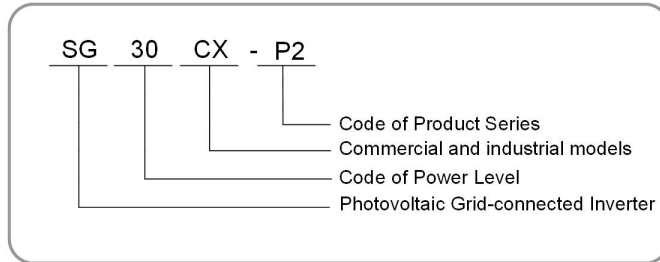 SG 30 CX - P2
Code of Product Series
Commercial and industrial models
Code of Power Level
Photovoltaic Grid-connected Inverter